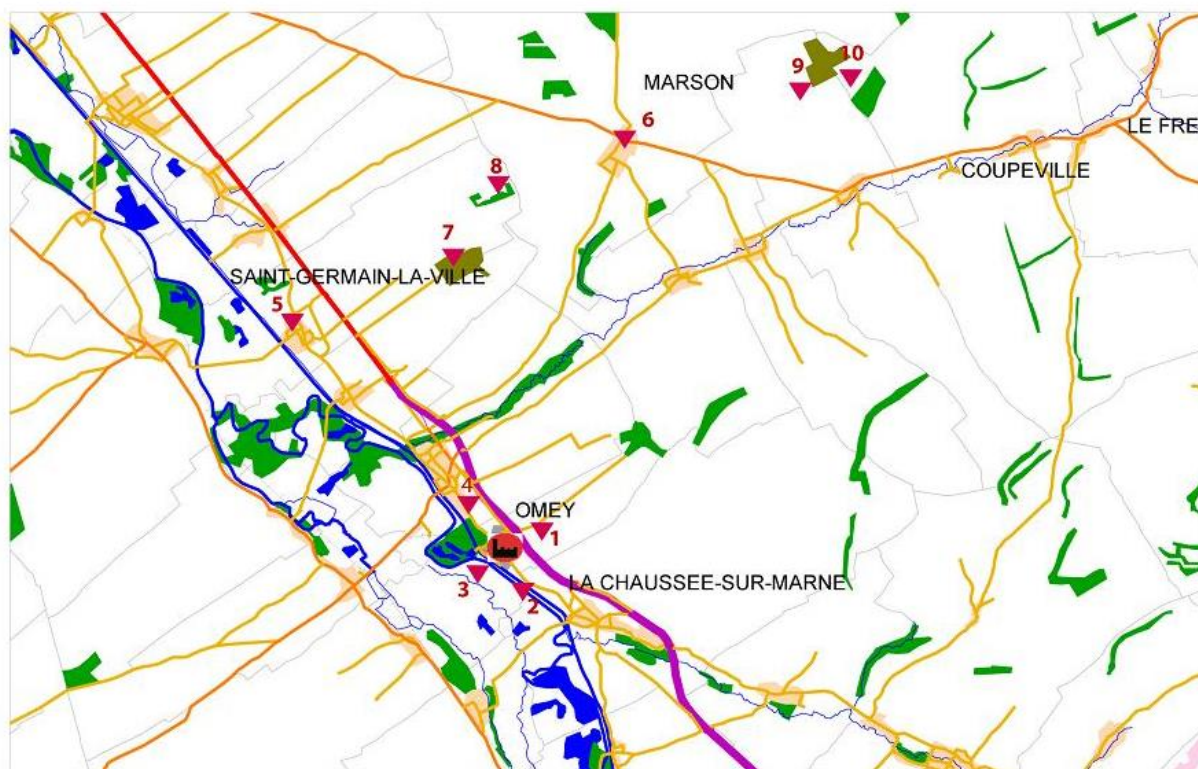 MARSON
9
10
6
LE FRE
COUPEVILLE
8
7
SAINT-GERMAIN-LA-VILLE
5
4
OMEY
1
LA CHAUSSEE-SUR-MARNE
3
2